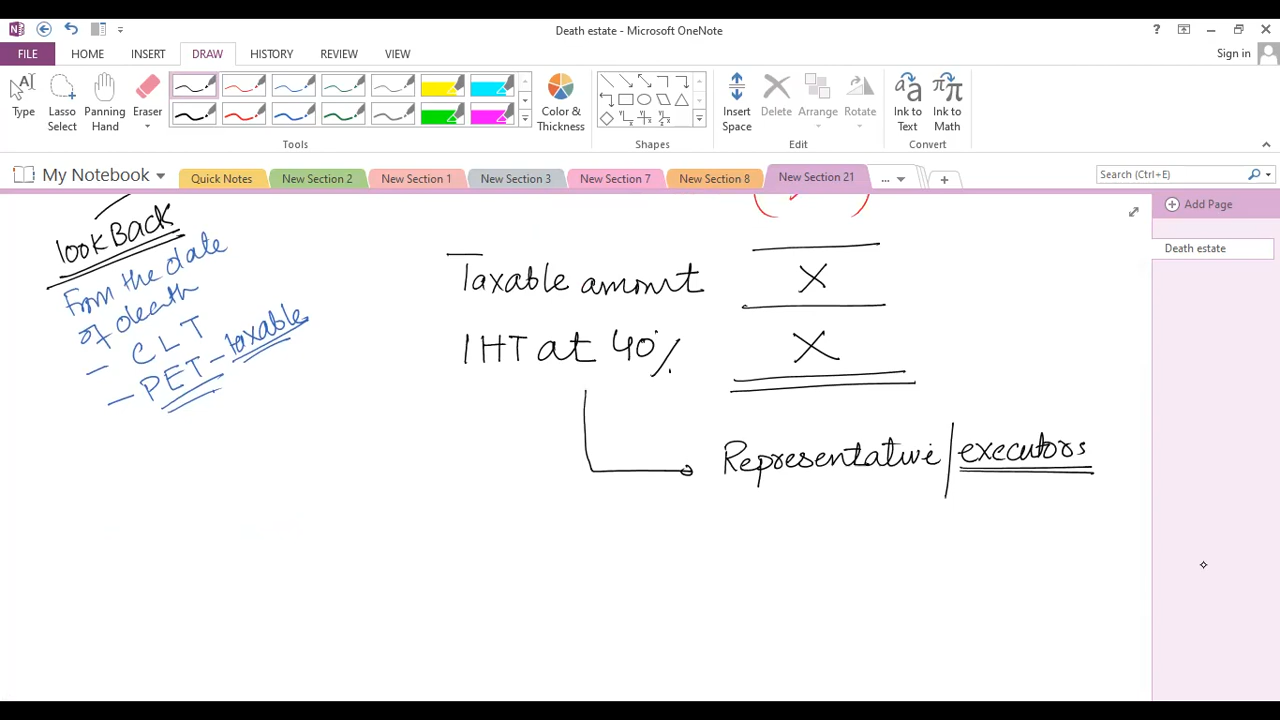 Death estate - Microsoft OneNote
?
FILE HOME INSERT DRAW HISTORY REVIEW VIEW
Sign in
Type
Lasso Select
Panning Hand
Eraser
Color & Thickness
Insert Space
Delete
Arrange
Rotate
Ink to Text
Ink to Math
Tools
Shapes
Edit
Convert
My Notebook
Quick Notes
New Section 2
New Section 1
New Section 3
New Section 7
New Section 8
New Section 21
...
Search (Ctrl+E)
Add Page
Death estate
look Back
From the date
of death
- CLT
- PET - taxable
Taxable amount X
IHT at 40% X
Representative/executors